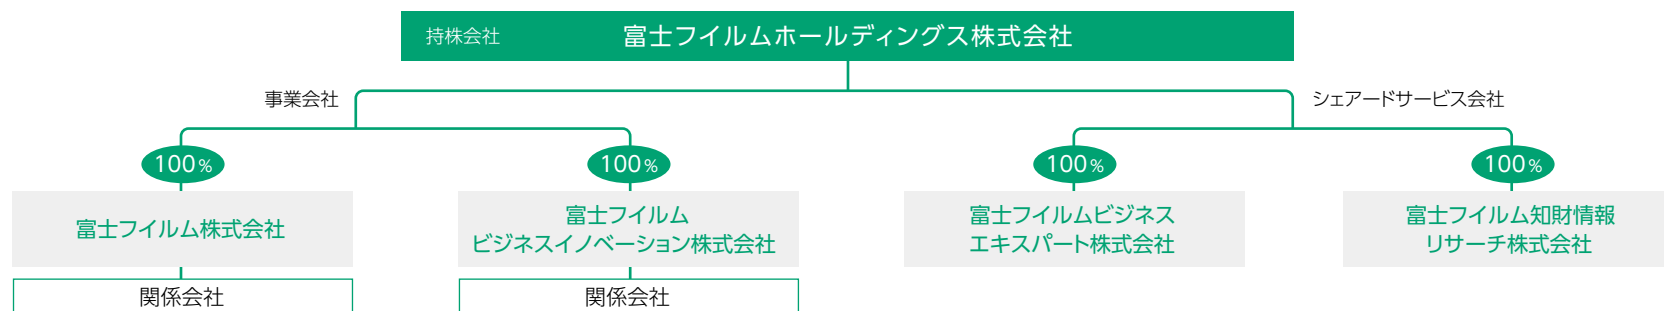 持株会社 富士フイルムホールディングス株式会社
事業会社
シェアードサービス会社
100%
100%
100%
100%
富士フイルム株式会社
富士フイルム
ビジネスイノベーション株式会社
富士フイルムビジネス
エキスパート株式会社
富士フイルム知財情報
リサーチ株式会社
関係会社
関係会社